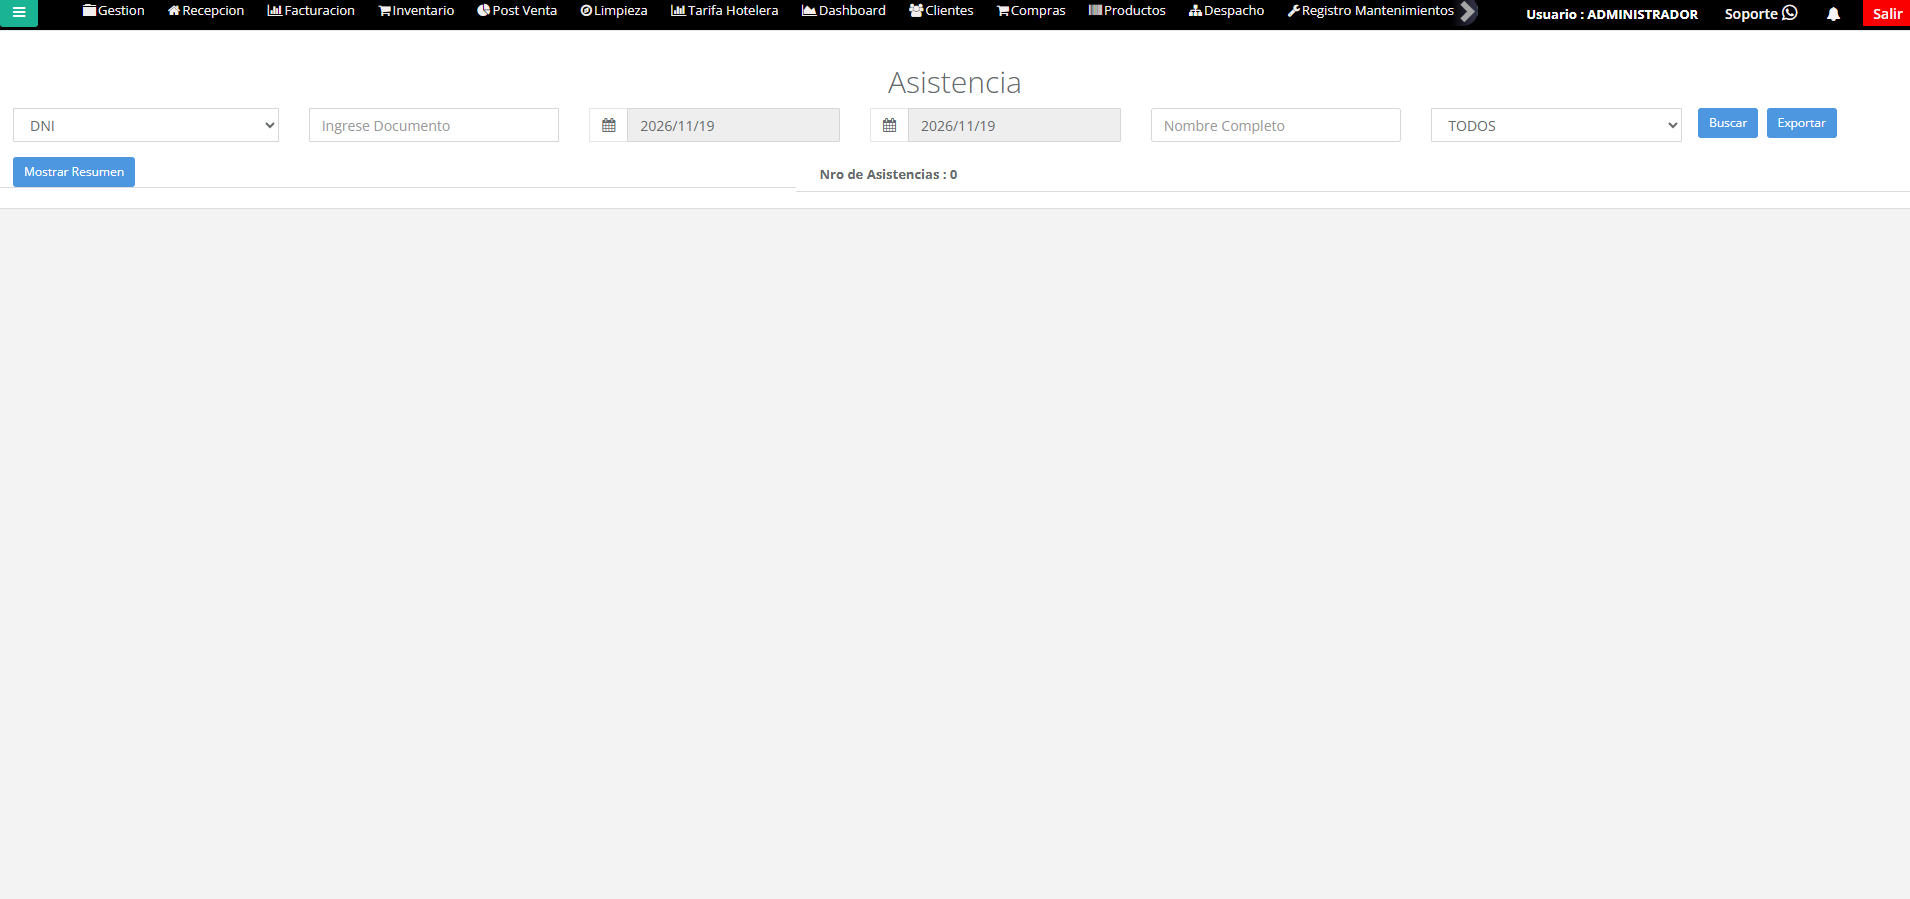 Gestion Recepcion Facturacion Inventario Post Venta Limpieza Tarifa Hotelera Dashboard Clientes Compras Productos Despacho Registro Mantenimientos Usuario : ADMINISTRADOR Soporte Salir
Asistencia
DNI Ingrese Documento 2026/11/19 2026/11/19 Nombre Completo TODOS Buscar Exportar
Mostrar Resumen Nro de Asistencias : 0